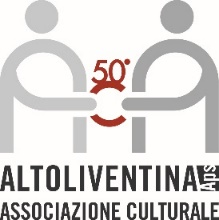 50°
ALTOLIVENTINA APS
ASSOCIAZIONE CULTURALE